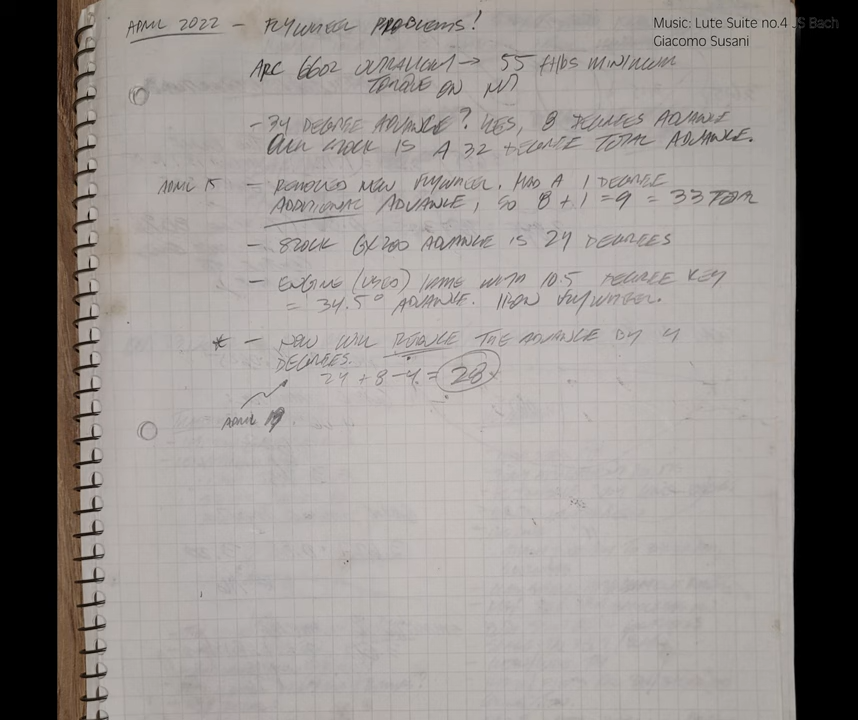 Music: Lute Suite no.4 JS Bach
Giacomo Susani
APRIL 2022 - FLYWHEEL PROBLEMS!
ARC 6602 → 55 ft lbs MINIMUM
TORQUE ON NUT
- 34 DEGREE ADVANCE? YES, 8 DEGREES ADVANCE
OVER STOCK IS A 32 DEGREE TOTAL ADVANCE.
APRIL 15 - REMOVED NEW FLYWHEEL. HAD A 1 DEGREE
ADDITIONAL ADVANCE, SO 8 + 1 = 9 = 33 TOTAL
- STOCK GX200 ADVANCE IS 24 DEGREES
- ENGINE (USED) CAME WITH 10.5 DEGREE KEY
= 34.5° ADVANCE. IRON FLYWHEEL.
* - NEW WILL REDUCE THE ADVANCE BY 4
DEGREES.
24 + 8 - 4 = 28
APRIL 19